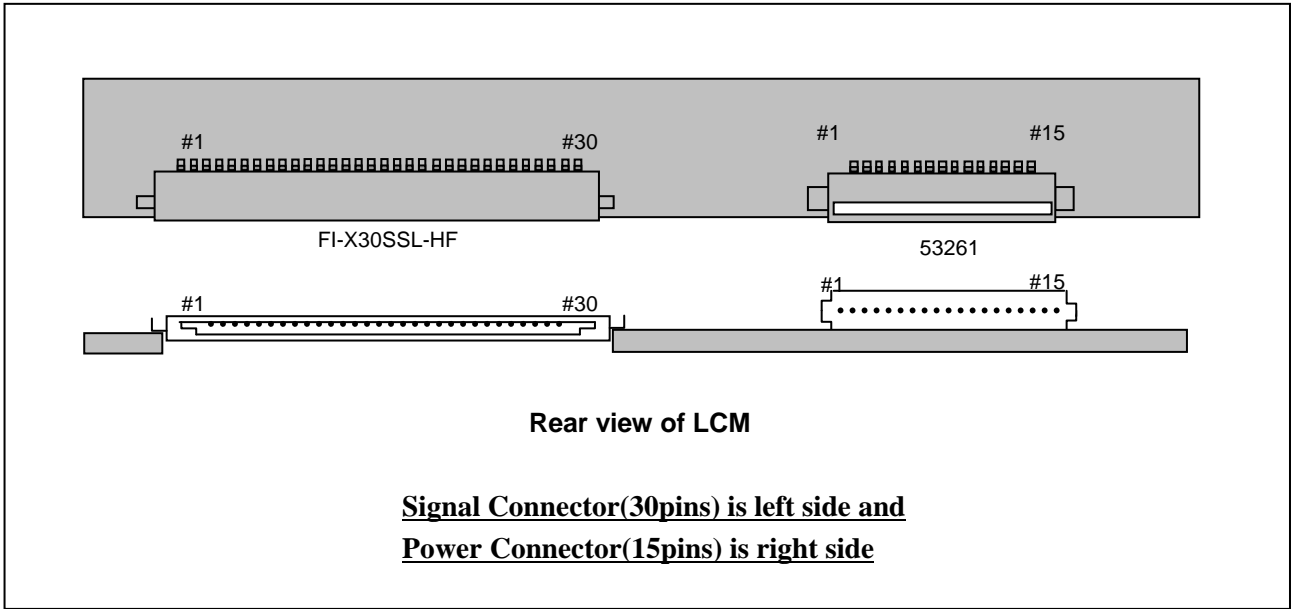 #1 #30 #1 #15
FI-X30SSL-HF 53261
#1 #30 #1 #15
Rear view of LCM
Signal Connector(30pins) is left side and
Power Connector(15pins) is right side